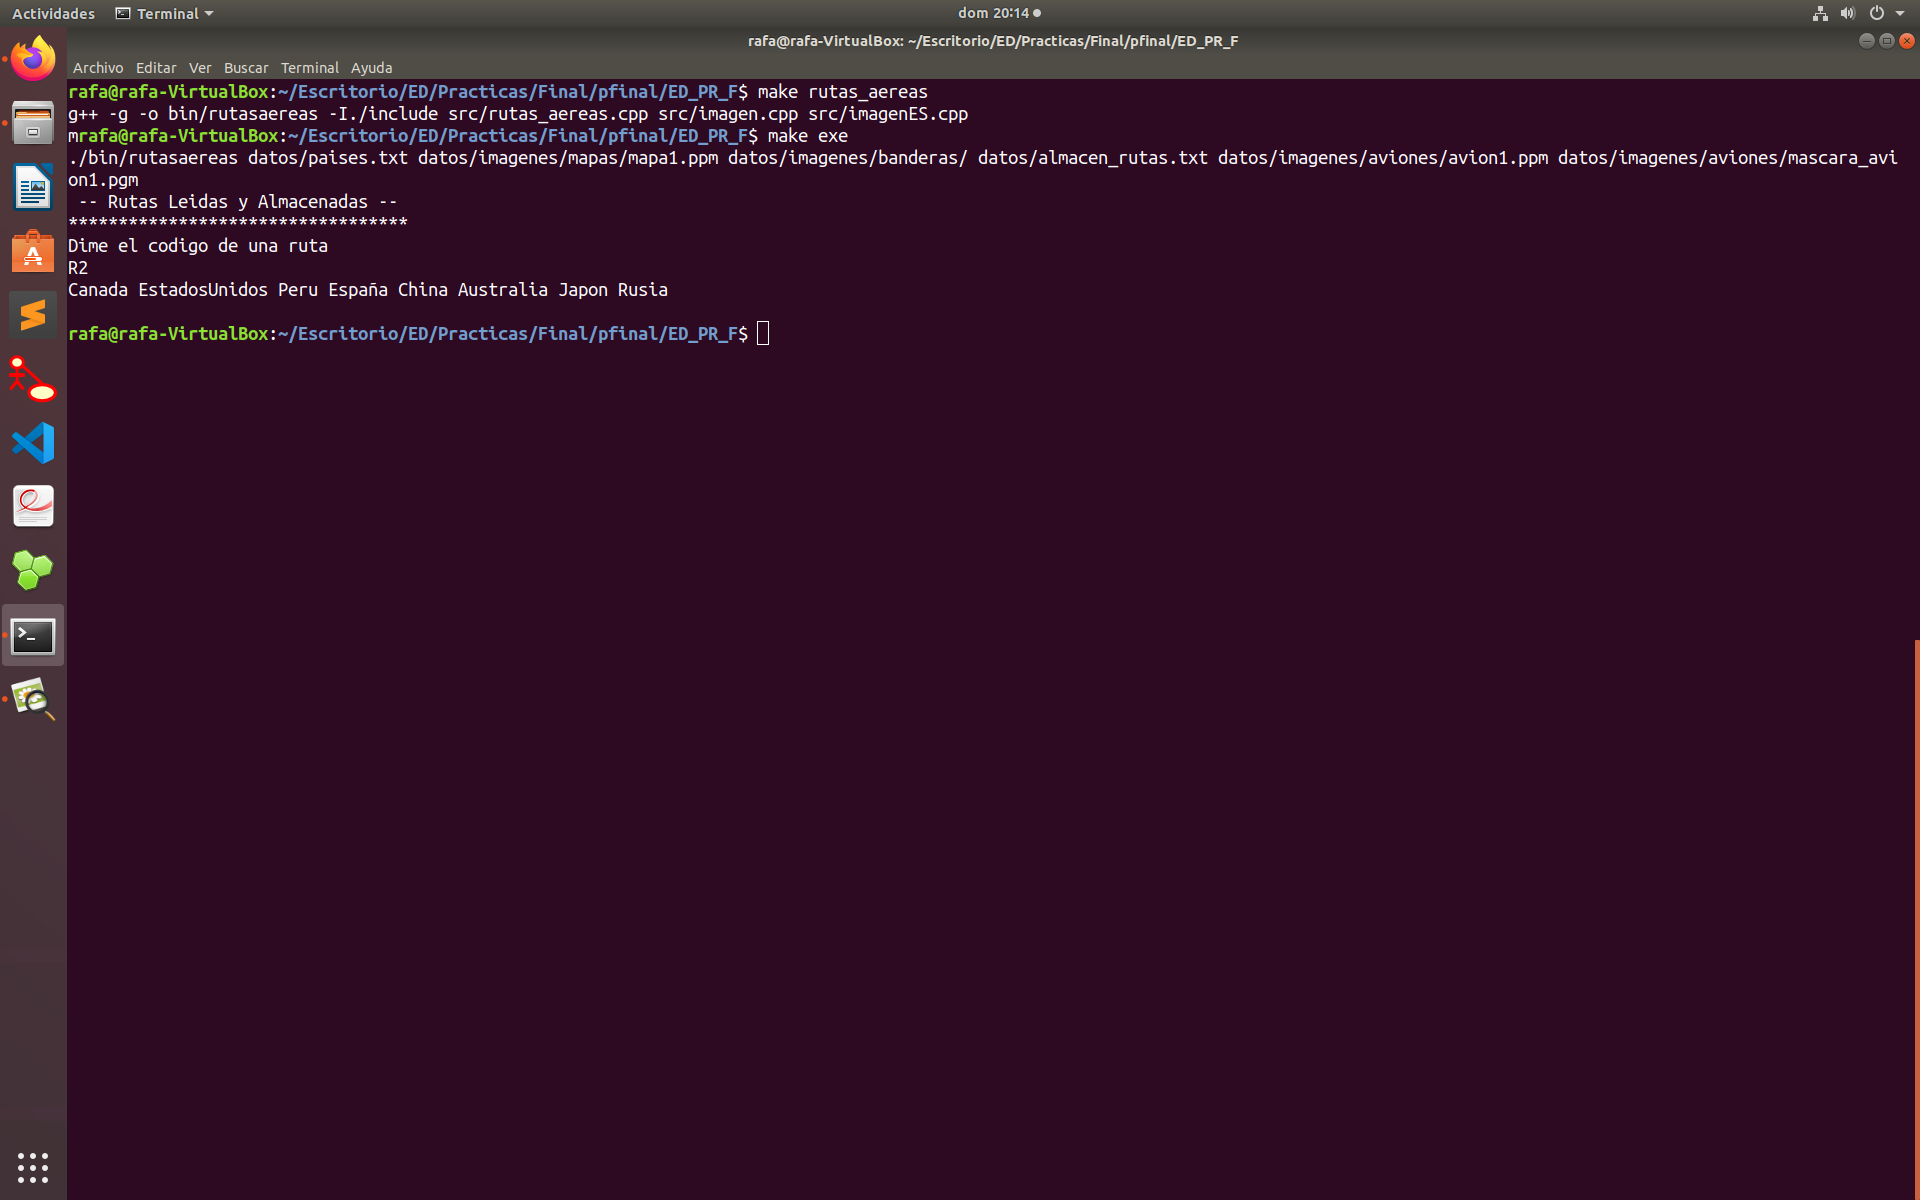 Actividades Terminal dom 20:14
rafa@rafa-VirtualBox: ~/Escritorio/ED/Practicas/Final/pfinal/ED_PR_F
Archivo Editar Ver Buscar Terminal Ayuda
rafa@rafa-VirtualBox:~/Escritorio/ED/Practicas/Final/pfinal/ED_PR_F$ make rutas_aereas
g++ -g -o bin/rutasaereas -I./include src/rutas_aereas.cpp src/imagen.cpp src/imagenES.cpp
mrafa@rafa-VirtualBox:~/Escritorio/ED/Practicas/Final/pfinal/ED_PR_F$ make exe
./bin/rutasaereas datos/paises.txt datos/imagenes/mapas/mapa1.ppm datos/imagenes/banderas/ datos/almacen_rutas.txt datos/imagenes/aviones/avion1.ppm datos/imagenes/aviones/mascara_avi
on1.pgm
-- Rutas Leidas y Almacenadas --
**********************************
Dime el codigo de una ruta
R2
Canada EstadosUnidos Peru España China Australia Japon Rusia
rafa@rafa-VirtualBox:~/Escritorio/ED/Practicas/Final/pfinal/ED_PR_F$